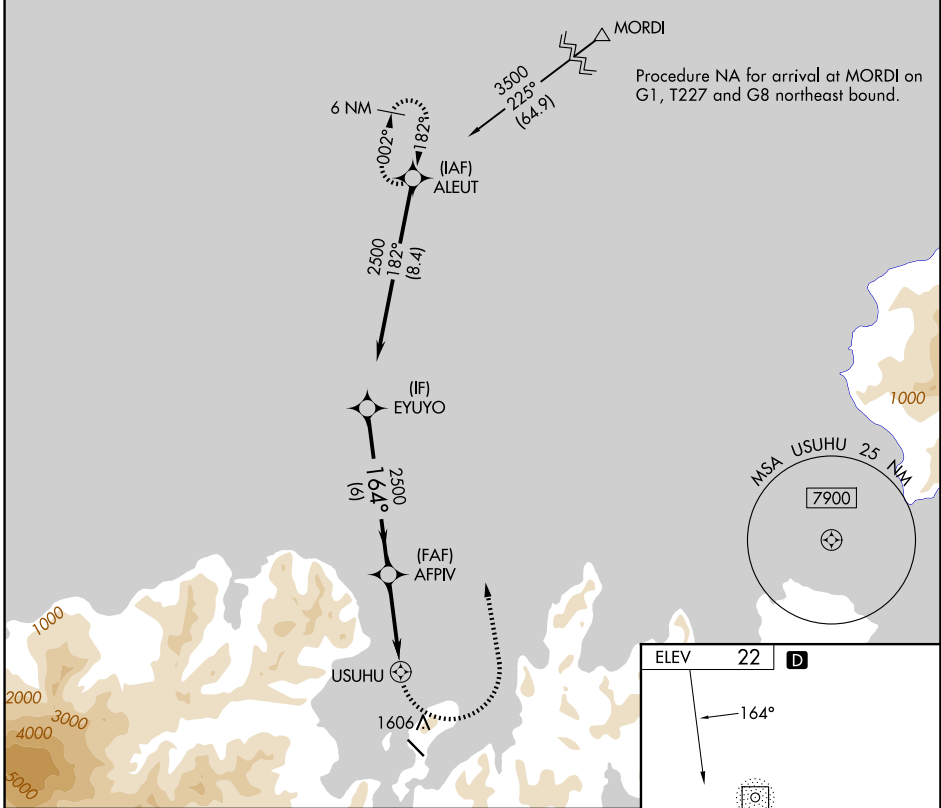 MORDI
3500
225°
(64.9)
Procedure NA for arrival at MORDI on
G1, T227 and G8 northeast bound.
6 NM
002°
182°
(IAF)
ALEUT
2500
182°
(8.4)
(IF)
EYUYO
2500
164°
(6)
1000
MSA USUHU 25 NM
7900
(FAF)
AFPIV
1000
USUHU
2000
3000
4000
5000
1606
ELEV 22 D
164°